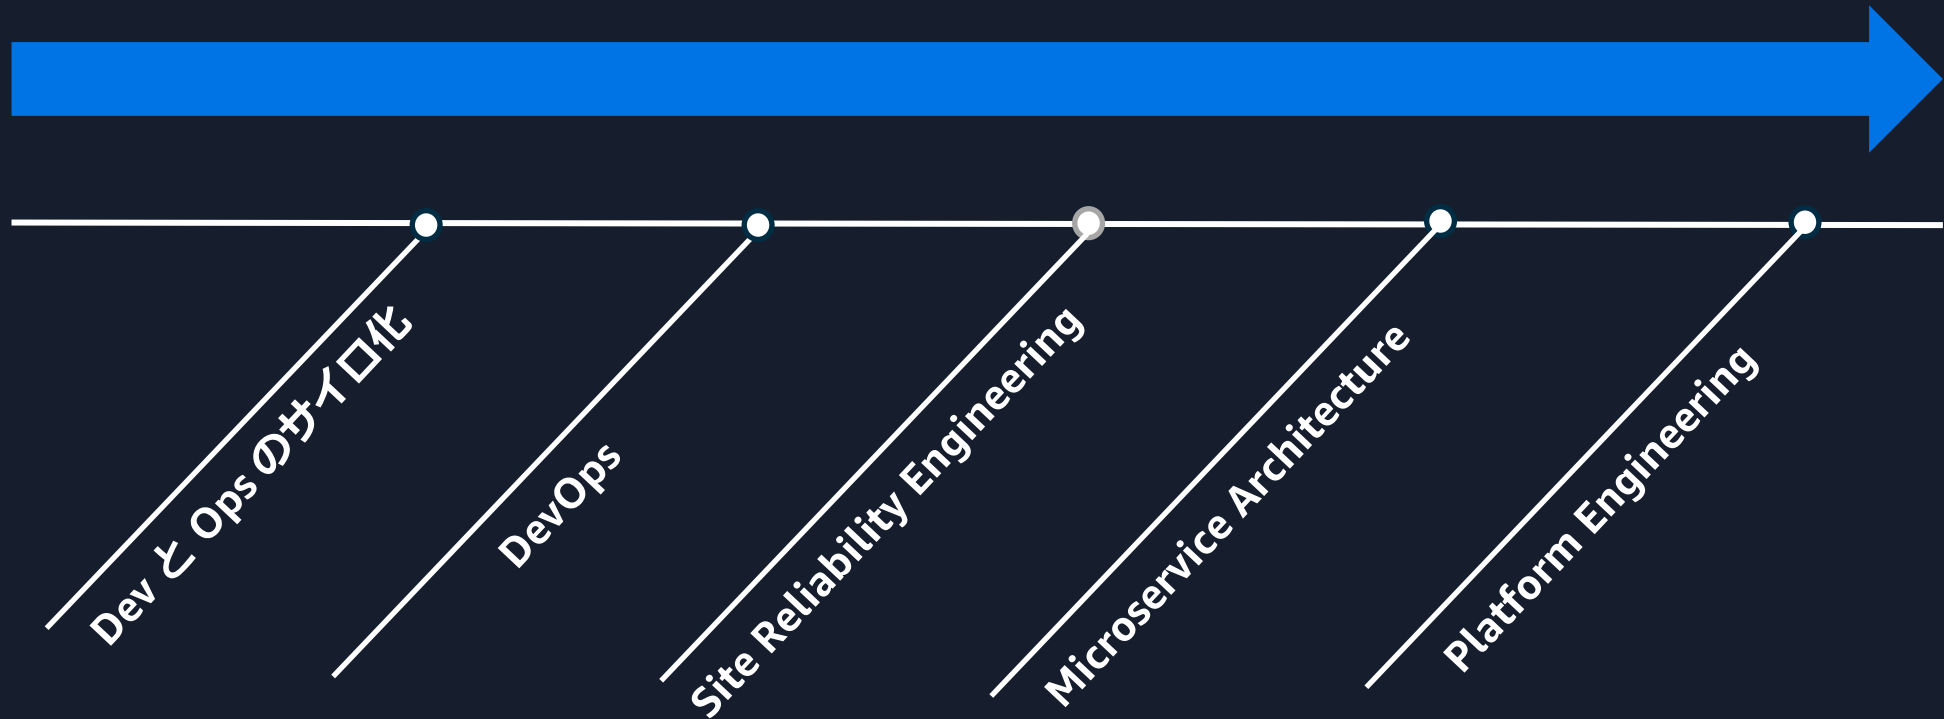 Dev と Ops のサイロ化
DevOps
Site Reliability Engineering
Microservice Architecture
Platform Engineering